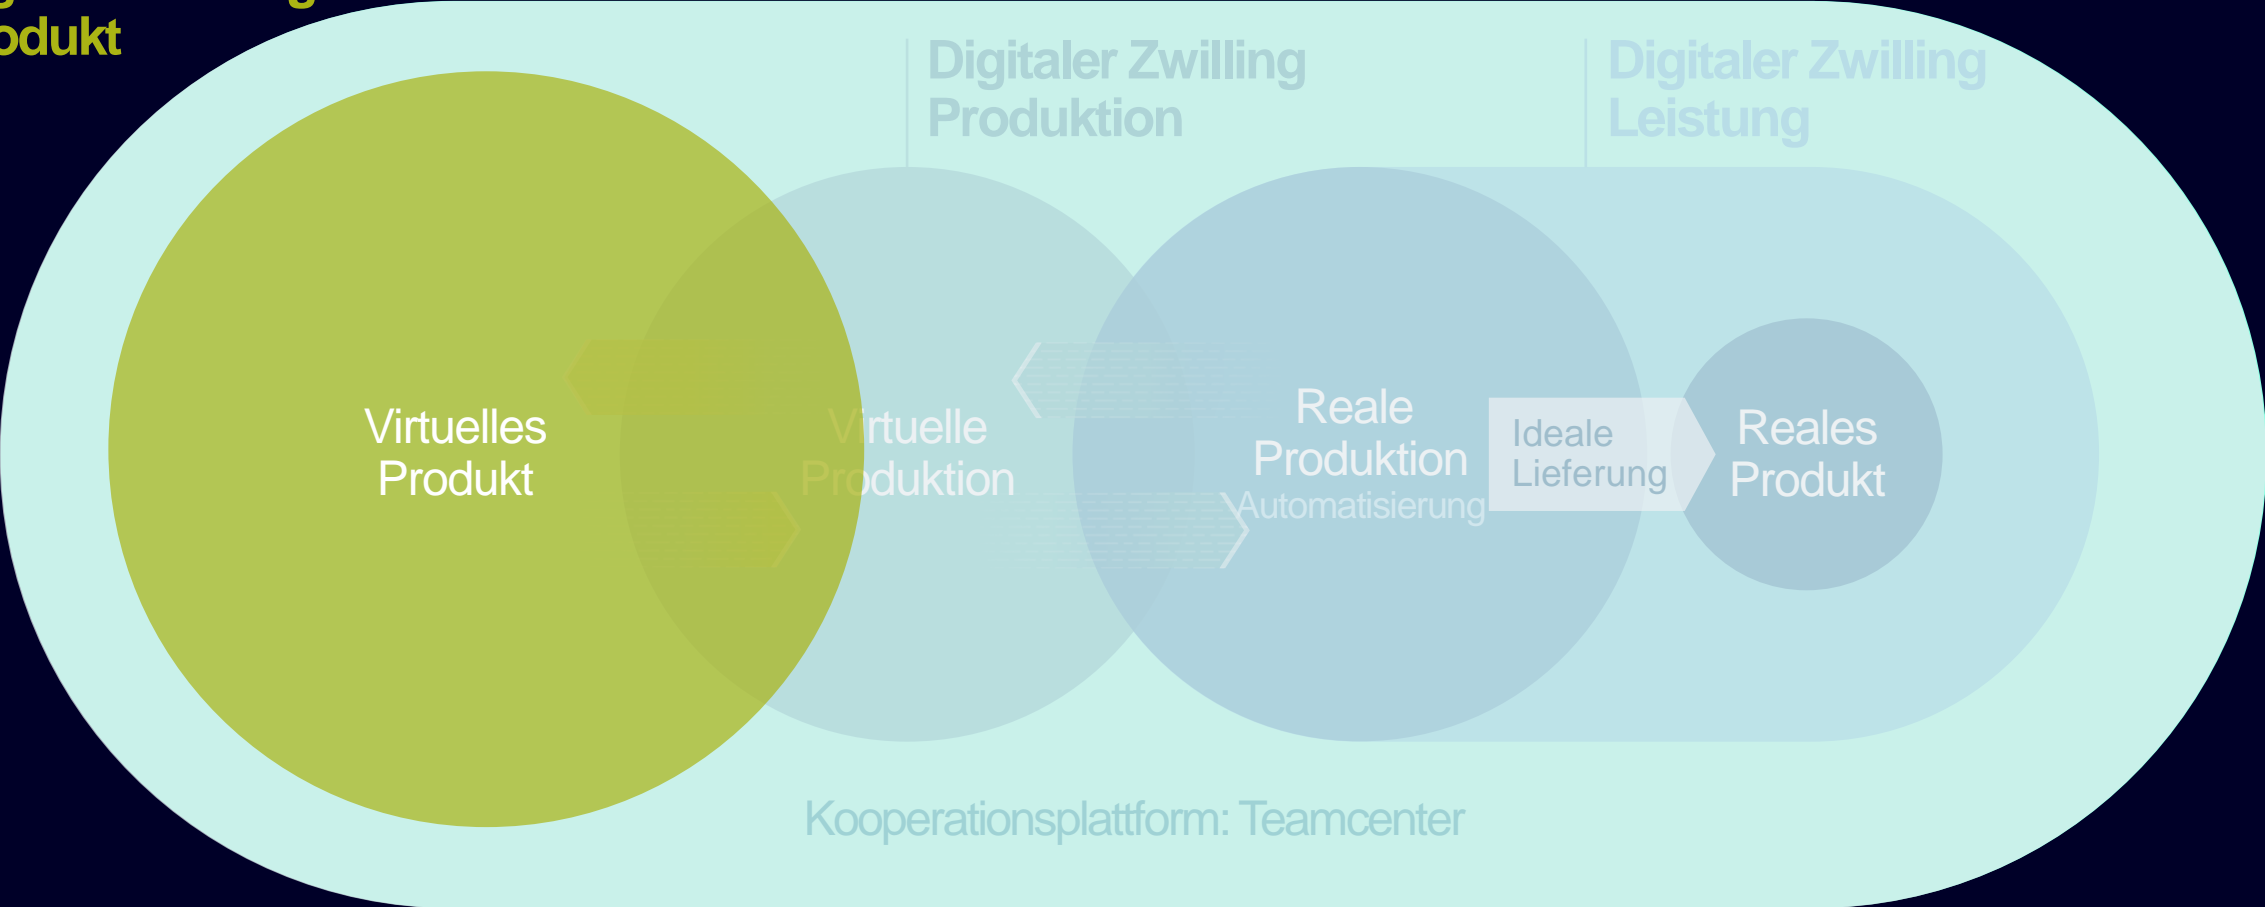 odukt
Digitaler Zwilling
Produktion
Digitaler Zwilling
Leistung
Virtuelles
Produkt
Virtuelle
Produktion
Reale
Produktion
Automatisierung
Ideale
Lieferung
Reales
Produkt
Kooperationsplattform: Teamcenter